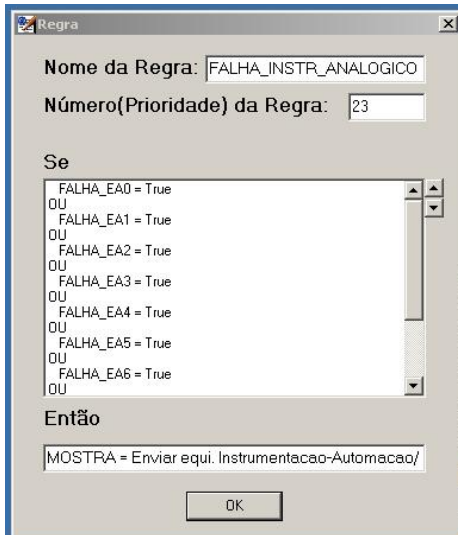 Regra
Nome da Regra: FALHA_INSTR_ANALOGICO
Número(Prioridade) da Regra: 23
Se
FALHA_EA0 = True
OU
FALHA_EA1 = True
OU
FALHA_EA2 = True
OU
FALHA_EA3 = True
OU
FALHA_EA4 = True
OU
FALHA_EA5 = True
OU
FALHA_EA6 = True
OU
Então
MOSTRA = Enviar equi. Instrumentacao-Automacao/
OK